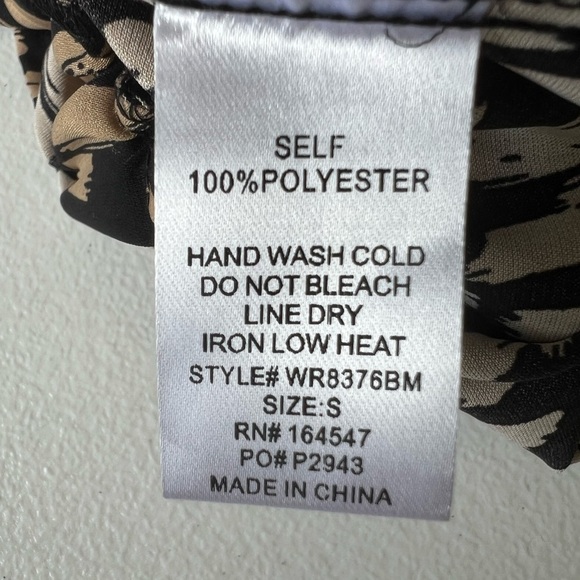 SELF
100%POLYESTER
HAND WASH COLD
DO NOT BLEACH
LINE DRY
IRON LOW HEAT
STYLE# WR8376BM
SIZE:S
RN# 164547
PO# P2943
MADE IN CHINA